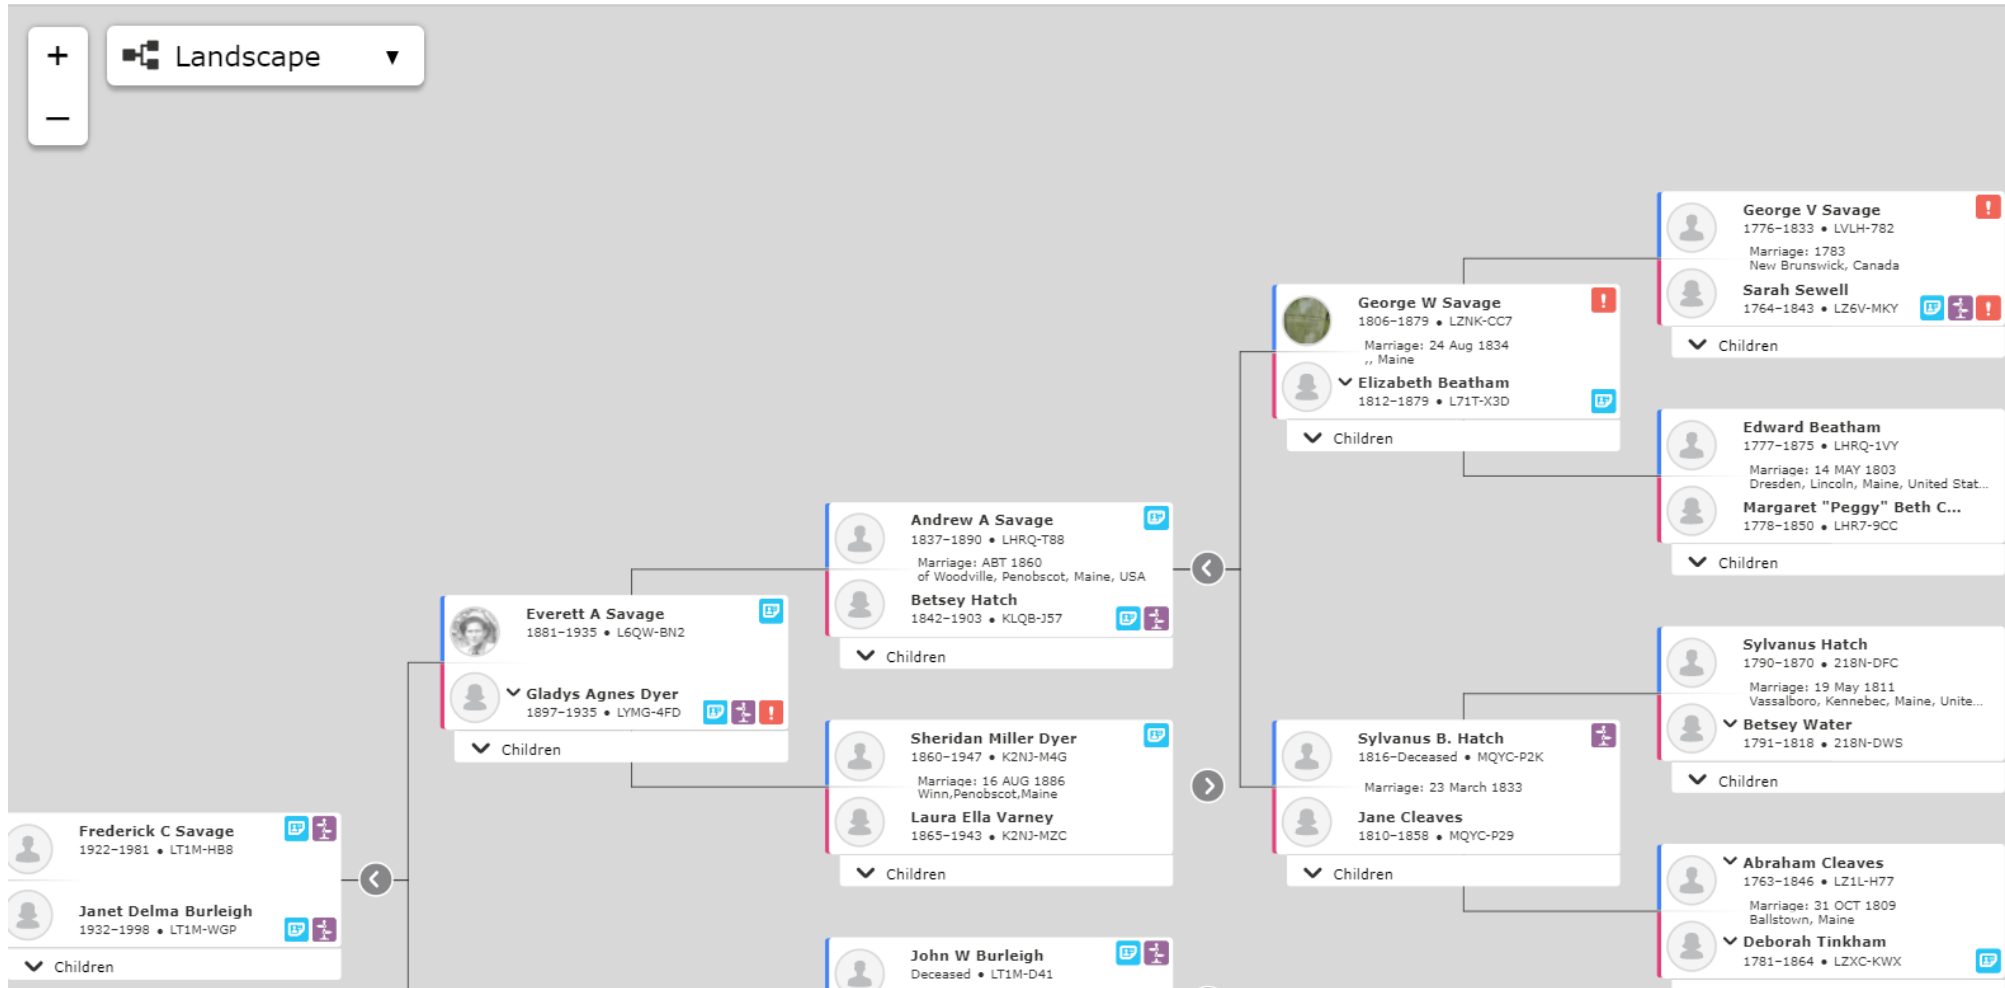 +
Landscape
−
George V Savage
1776–1833 • LVLH-782
Marriage: 1783
New Brunswick, Canada
Sarah Sewell
1764–1843 • LZ6V-MKY
Children
George W Savage
1806–1879 • LZNK-CC7
Marriage: 24 Aug 1834
,, Maine
Elizabeth Beatham
1812–1879 • L71T-X3D
Children
Edward Beatham
1777–1875 • LHRQ-1VY
Marriage: 14 MAY 1803
Dresden, Lincoln, Maine, United Stat...
Margaret "Peggy" Beth C...
1778–1850 • LHR7-9CC
Children
Andrew A Savage
1837–1890 • LHRQ-T88
Marriage: ABT 1860
of Woodville, Penobscot, Maine, USA
Betsey Hatch
1842–1903 • KLQB-J57
Children
Everett A Savage
1881–1935 • L6QW-BN2
Gladys Agnes Dyer
1897–1935 • LYMG-4FD
Children
Sylvanus Hatch
1790–1870 • 218N-DFC
Marriage: 19 May 1811
Vassalboro, Kennebec, Maine, Unite...
Betsey Water
1791–1818 • 218N-DWS
Children
Sheridan Miller Dyer
1860–1947 • K2NJ-M4G
Marriage: 16 AUG 1886
Winn,Penobscot,Maine
Laura Ella Varney
1865–1943 • K2NJ-MZC
Children
Sylvanus B. Hatch
1816–Deceased • MQYC-P2K
Marriage: 23 March 1833
Jane Cleaves
1810–1858 • MQYC-P29
Children
Frederick C Savage
1922–1981 • LT1M-HB8
Janet Delma Burleigh
1932–1998 • LT1M-WGP
Children
Abraham Cleaves
1763–1846 • LZ1L-H77
Marriage: 31 OCT 1809
Ballstown, Maine
Deborah Tinkham
1781–1864 • LZXC-KWX
John W Burleigh
Deceased • LT1M-D41